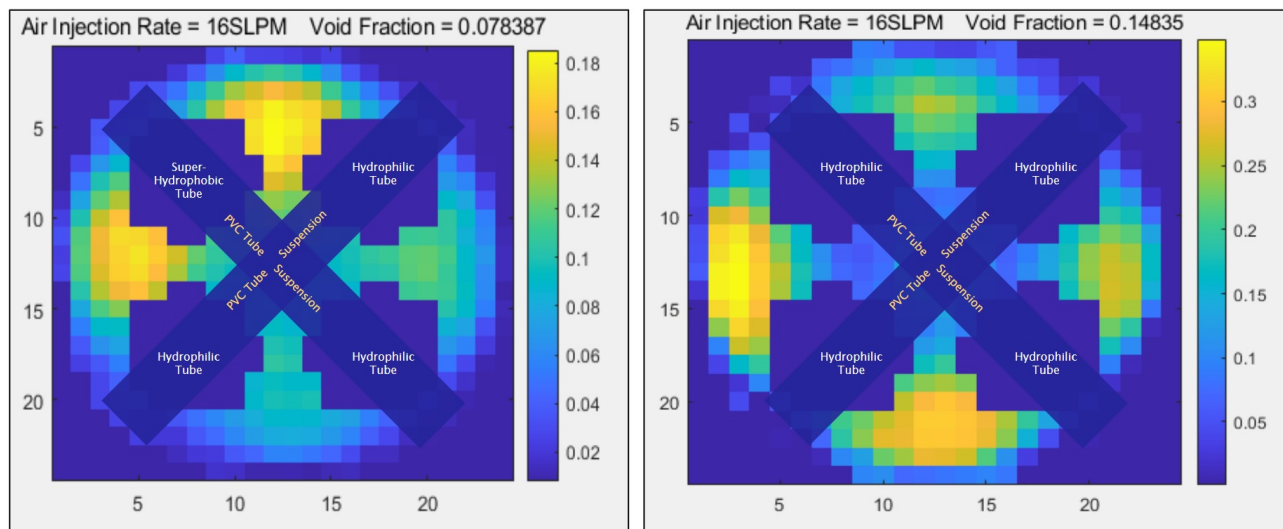 Air Injection Rate = 16SLPM Void Fraction = 0.078387
5
10
15
20
5
10
15
20
0.18
0.16
0.14
0.12
0.1
0.08
0.06
0.04
0.02
Super-
Hydrophobic
Tube
Hydrophilic
Tube
PVC Tube
Suspension
PVC Tube
Suspension
Hydrophilic
Tube
Hydrophilic
Tube
Air Injection Rate = 16SLPM Void Fraction = 0.14835
5
10
15
20
5
10
15
20
0.3
0.25
0.2
0.15
0.1
0.05
Hydrophilic
Tube
Hydrophilic
Tube
PVC Tube
Suspension
PVC Tube
Suspension
Hydrophilic
Tube
Hydrophilic
Tube